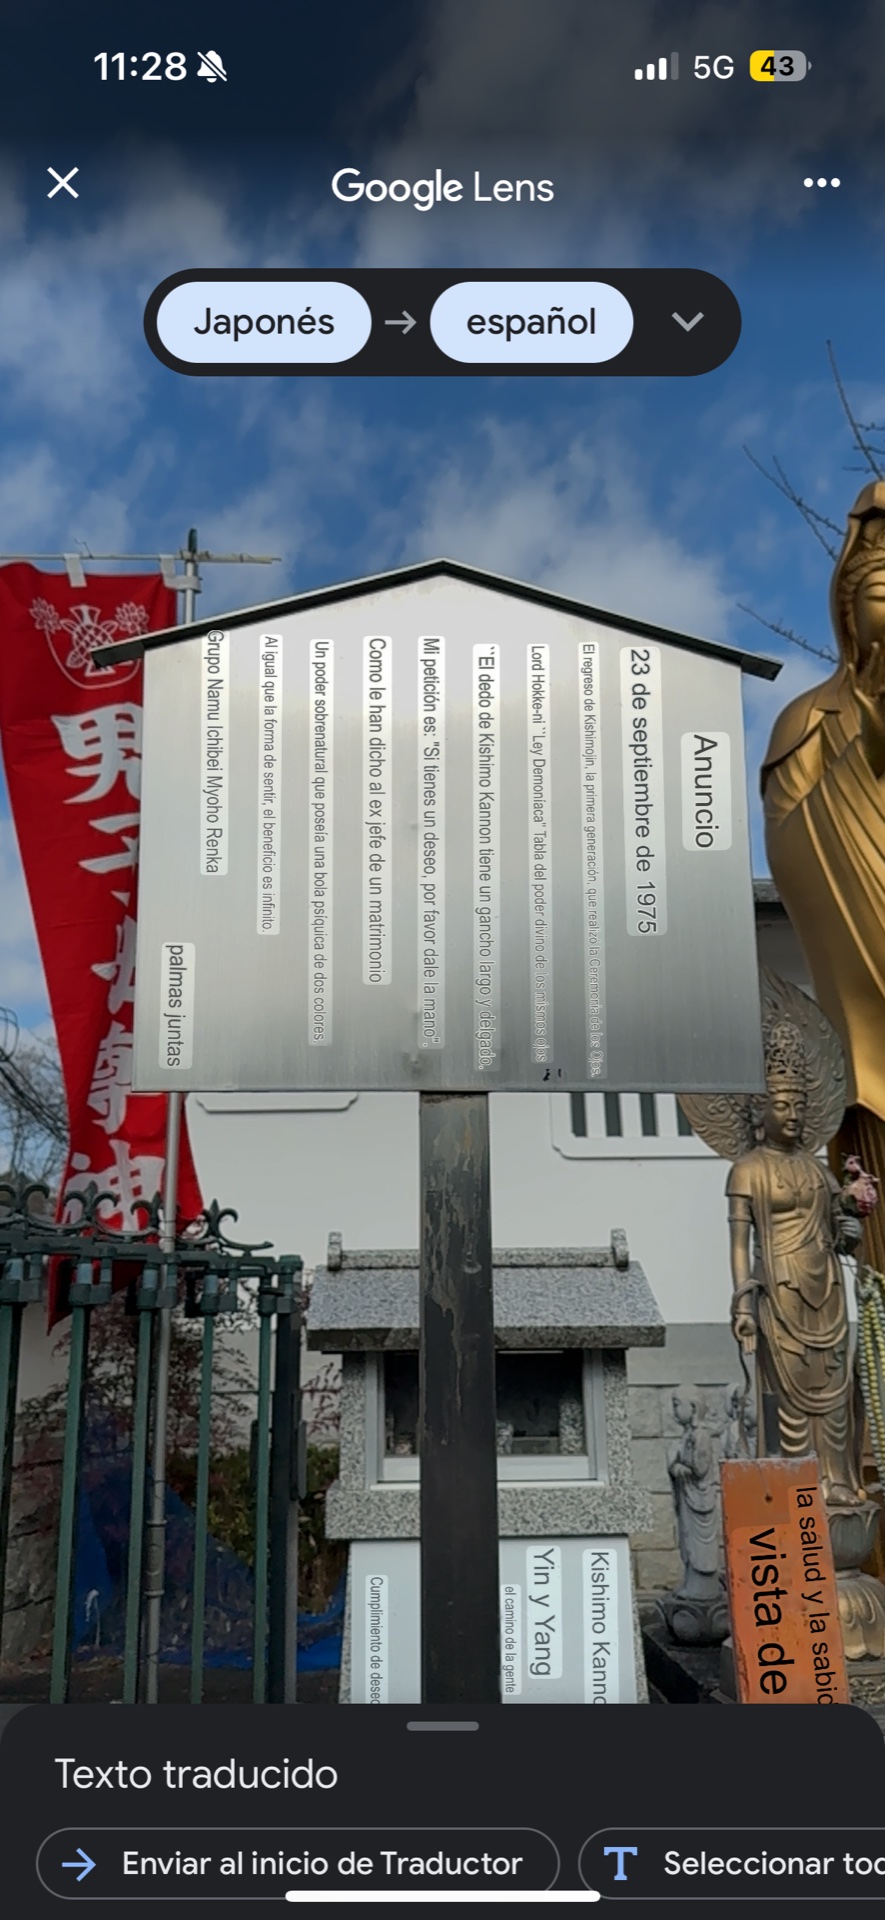 11:28
5G
43
Google Lens
Japonés → español
Anuncio
23 de septiembre de 1975
El regreso de Kishimojin, la primera generación, que realizó la Ceremonia de los Ojos.
Lord Hokke-ni ``Ley Demoníaca" Tabla del poder divino de los mismos ojos
``El dedo de Kishimo Kannon tiene un gancho largo y delgado,
Mi petición es: "Si tienes un deseo, por favor dale la mano".
Como le han dicho al ex jefe de un matrimonio
Un poder sobrenatural que poseía una bola psíquica de dos colores.
Al igual que la forma de sentir, el beneficio es infinito.
Grupo Namu Ichibei Myoho Renka
palmas juntas
Kishimo Kanno
Yin y Yang
el camino de la gente
Cumplimiento de deseo
la salud y la sabid
vista de
Texto traducido
Enviar al inicio de Traductor
Seleccionar tod